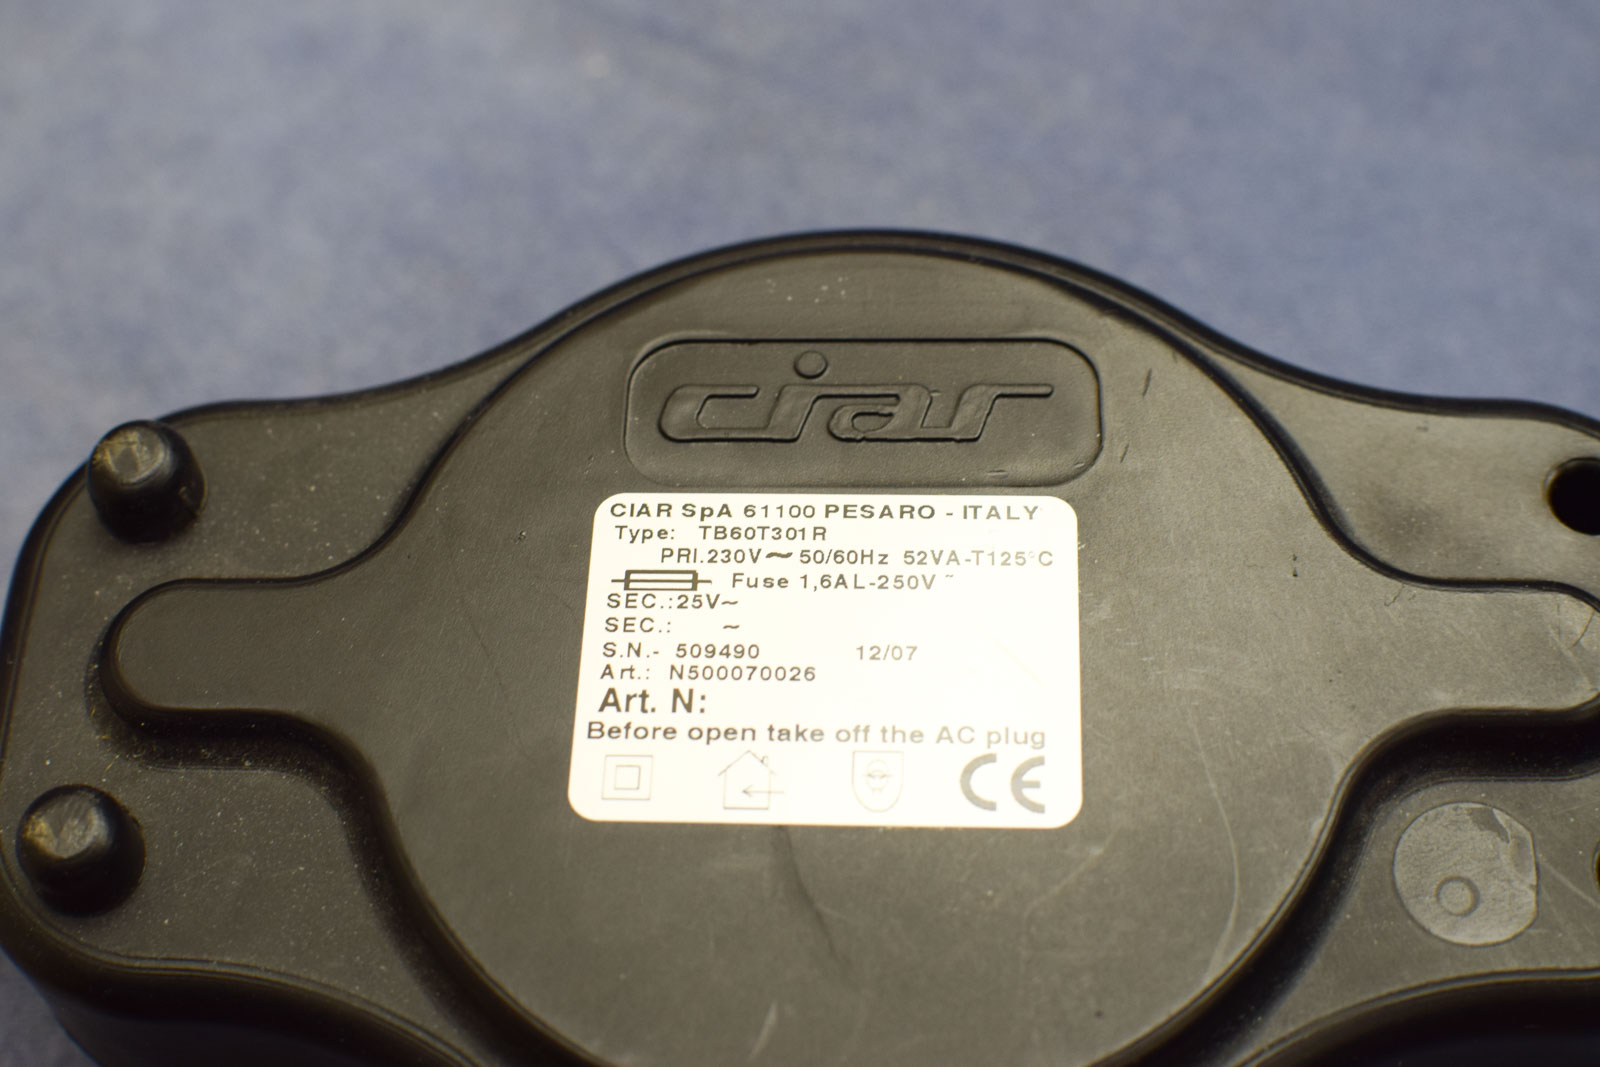 ciar
CIAR SpA 61100 PESARO - ITALY
Type: TB60T301R
PRI.230V~ 50/60Hz 52VA-T125°C
Fuse 1,6AL-250V~
SEC.:25V~
SEC.: ~
S.N.- 509490 12/07
Art.: N500070026
Art. N:
Before open take off the AC plug
CE